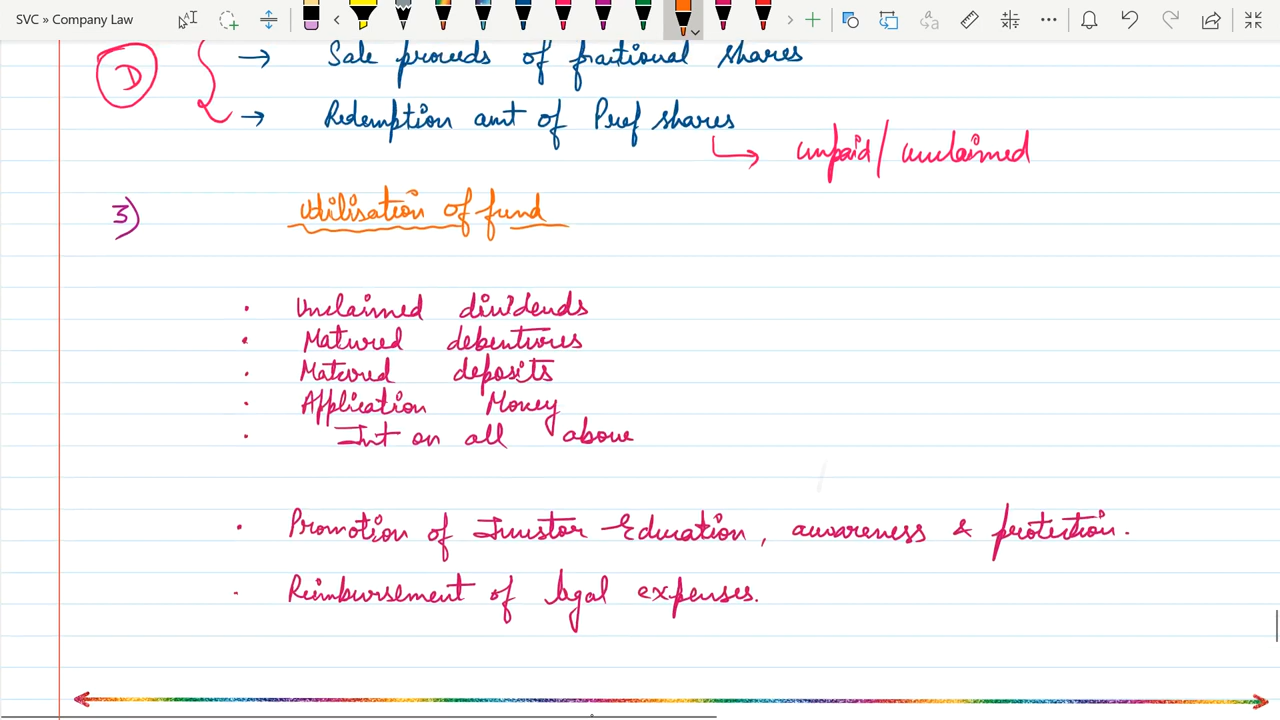 SVC » Company Law
D
→ Sale proceeds of fractional shares
→ Redemption amt of Pref shares
unpaid/unclaimed
3) Utilisation of fund
· Unclaimed dividends
· Matured debentures
· Matured deposits
· Application Money
· Int on all above
· Promotion of Investor Education, awareness & protection.
· Reimbursement of legal expenses.